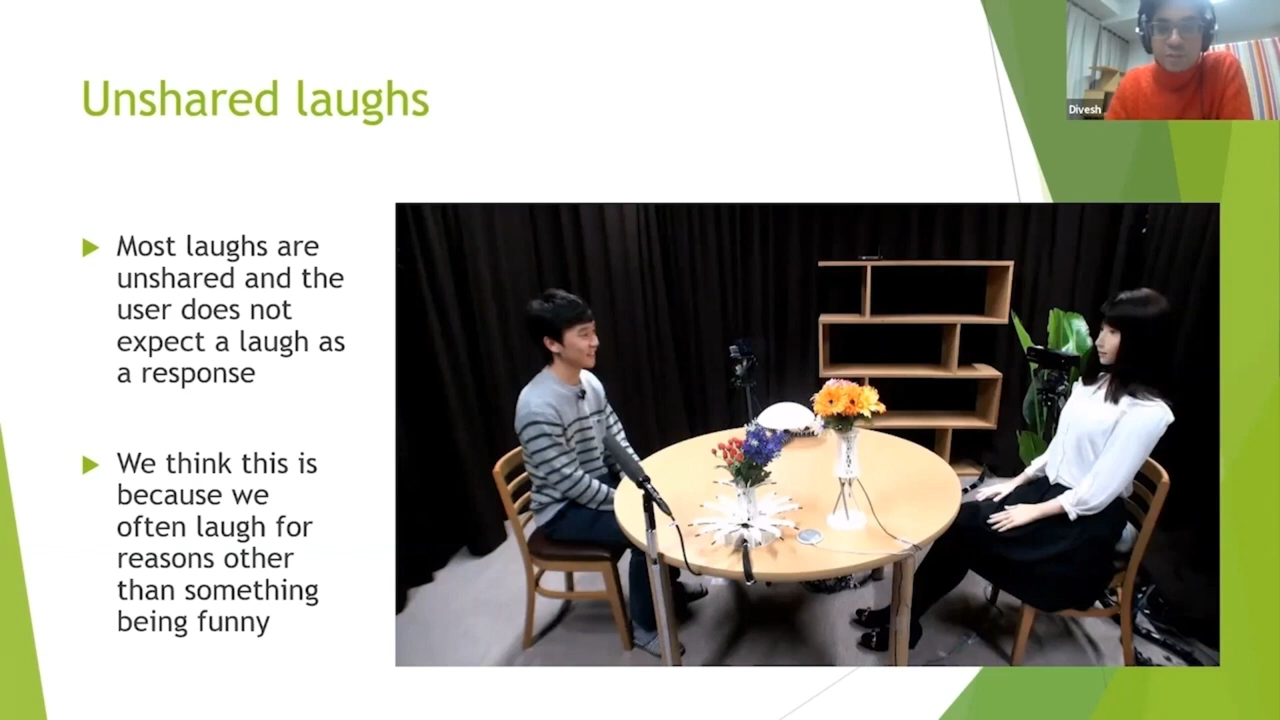 Unshared laughs
Divesh
Most laughs are
unshared and the
user does not
expect a laugh as
a response
We think this is
because we
often laugh for
reasons other
than something
being funny